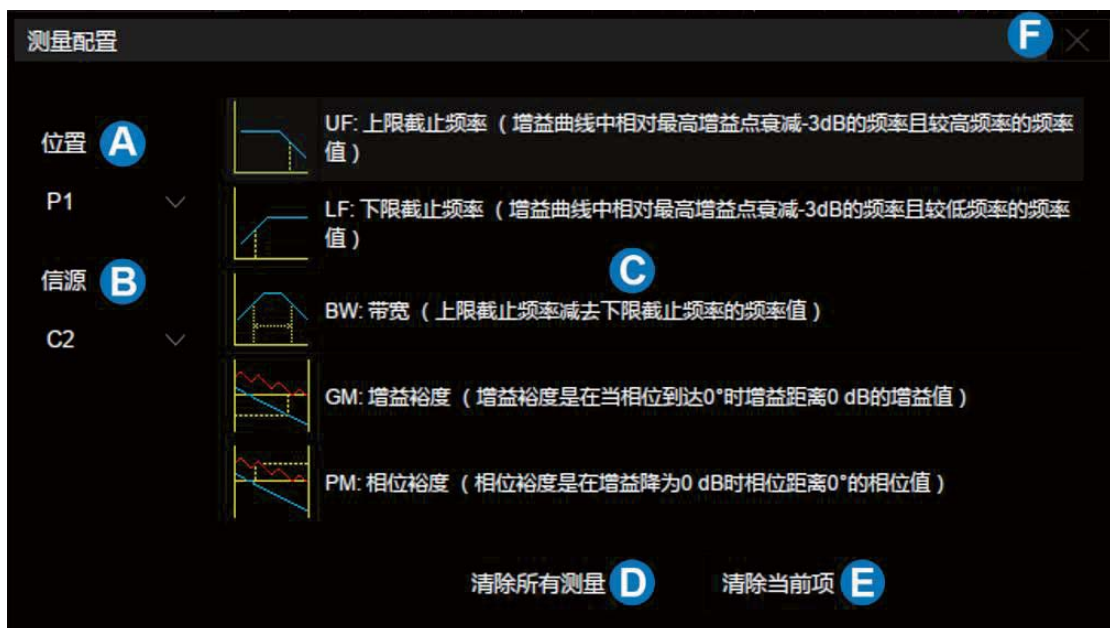 测量配置
F
位置 A
P1
信源 B
C2
UF: 上限截止频率（增益曲线中相对最高增益点衰减-3dB的频率且较高频率的频率
值）
LF: 下限截止频率（增益曲线中相对最高增益点衰减-3dB的频率且较低频率的频率
值）
C
BW: 带宽（上限截止频率减去下限截止频率的频率值）
GM: 增益裕度（增益裕度是在当相位到达0°时增益距离0 dB的增益值）
PM: 相位裕度（相位裕度是在增益降为0 dB时相位距离0°的相位值）
清除所有测量 D
清除当前项 E